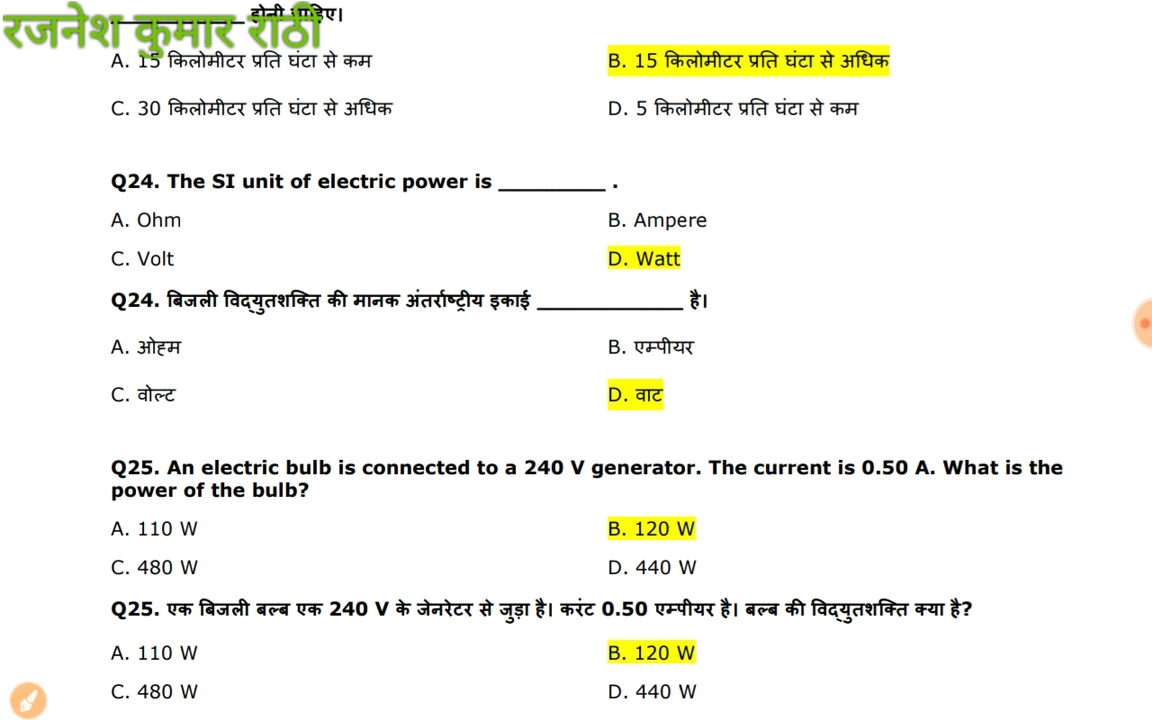 ____________ होनी चाहिए।
रजनेश कुमार राठी
A. 15 किलोमीटर प्रति घंटा से कम
B. 15 किलोमीटर प्रति घंटा से अधिक
C. 30 किलोमीटर प्रति घंटा से अधिक
D. 5 किलोमीटर प्रति घंटा से कम
Q24. The SI unit of electric power is _________ .
A. Ohm
B. Ampere
C. Volt
D. Watt
Q24. बिजली विद्युतशक्ति की मानक अंतर्राष्ट्रीय इकाई ____________ है।
A. ओह्म
B. एम्पीयर
C. वोल्ट
D. वाट
Q25. An electric bulb is connected to a 240 V generator. The current is 0.50 A. What is the
power of the bulb?
A. 110 W
B. 120 W
C. 480 W
D. 440 W
Q25. एक बिजली बल्ब एक 240 V के जेनरेटर से जुड़ा है। करंट 0.50 एम्पीयर है। बल्ब की विद्युतशक्ति क्या है?
A. 110 W
B. 120 W
C. 480 W
D. 440 W